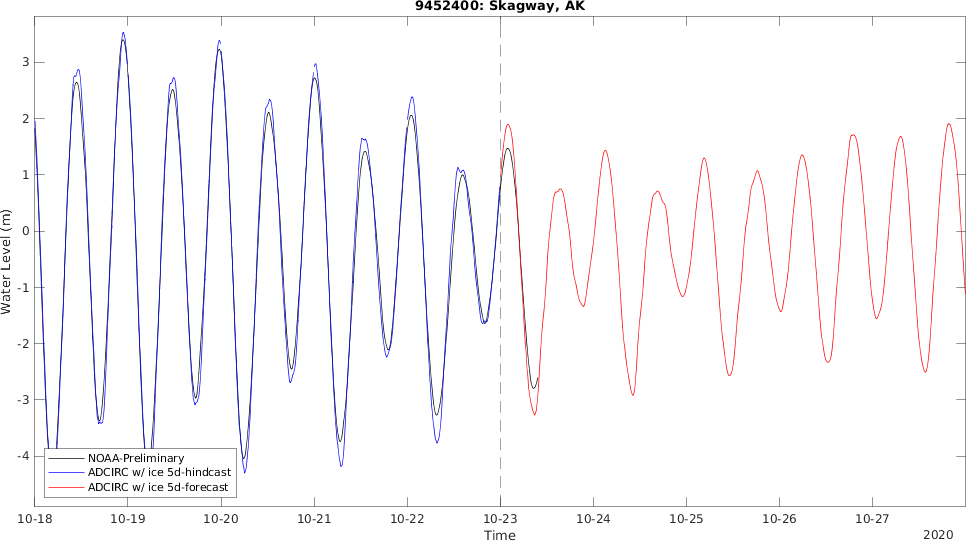 9452400: Skagway, AK
3
2
1
0
-1
-2
-3
-4
Water Level (m)
NOAA-Preliminary
ADCIRC w/ ice 5d-hindcast
ADCIRC w/ ice 5d-forecast
10-18 10-19 10-20 10-21 10-22 10-23 10-24 10-25 10-26 10-27
Time
2020